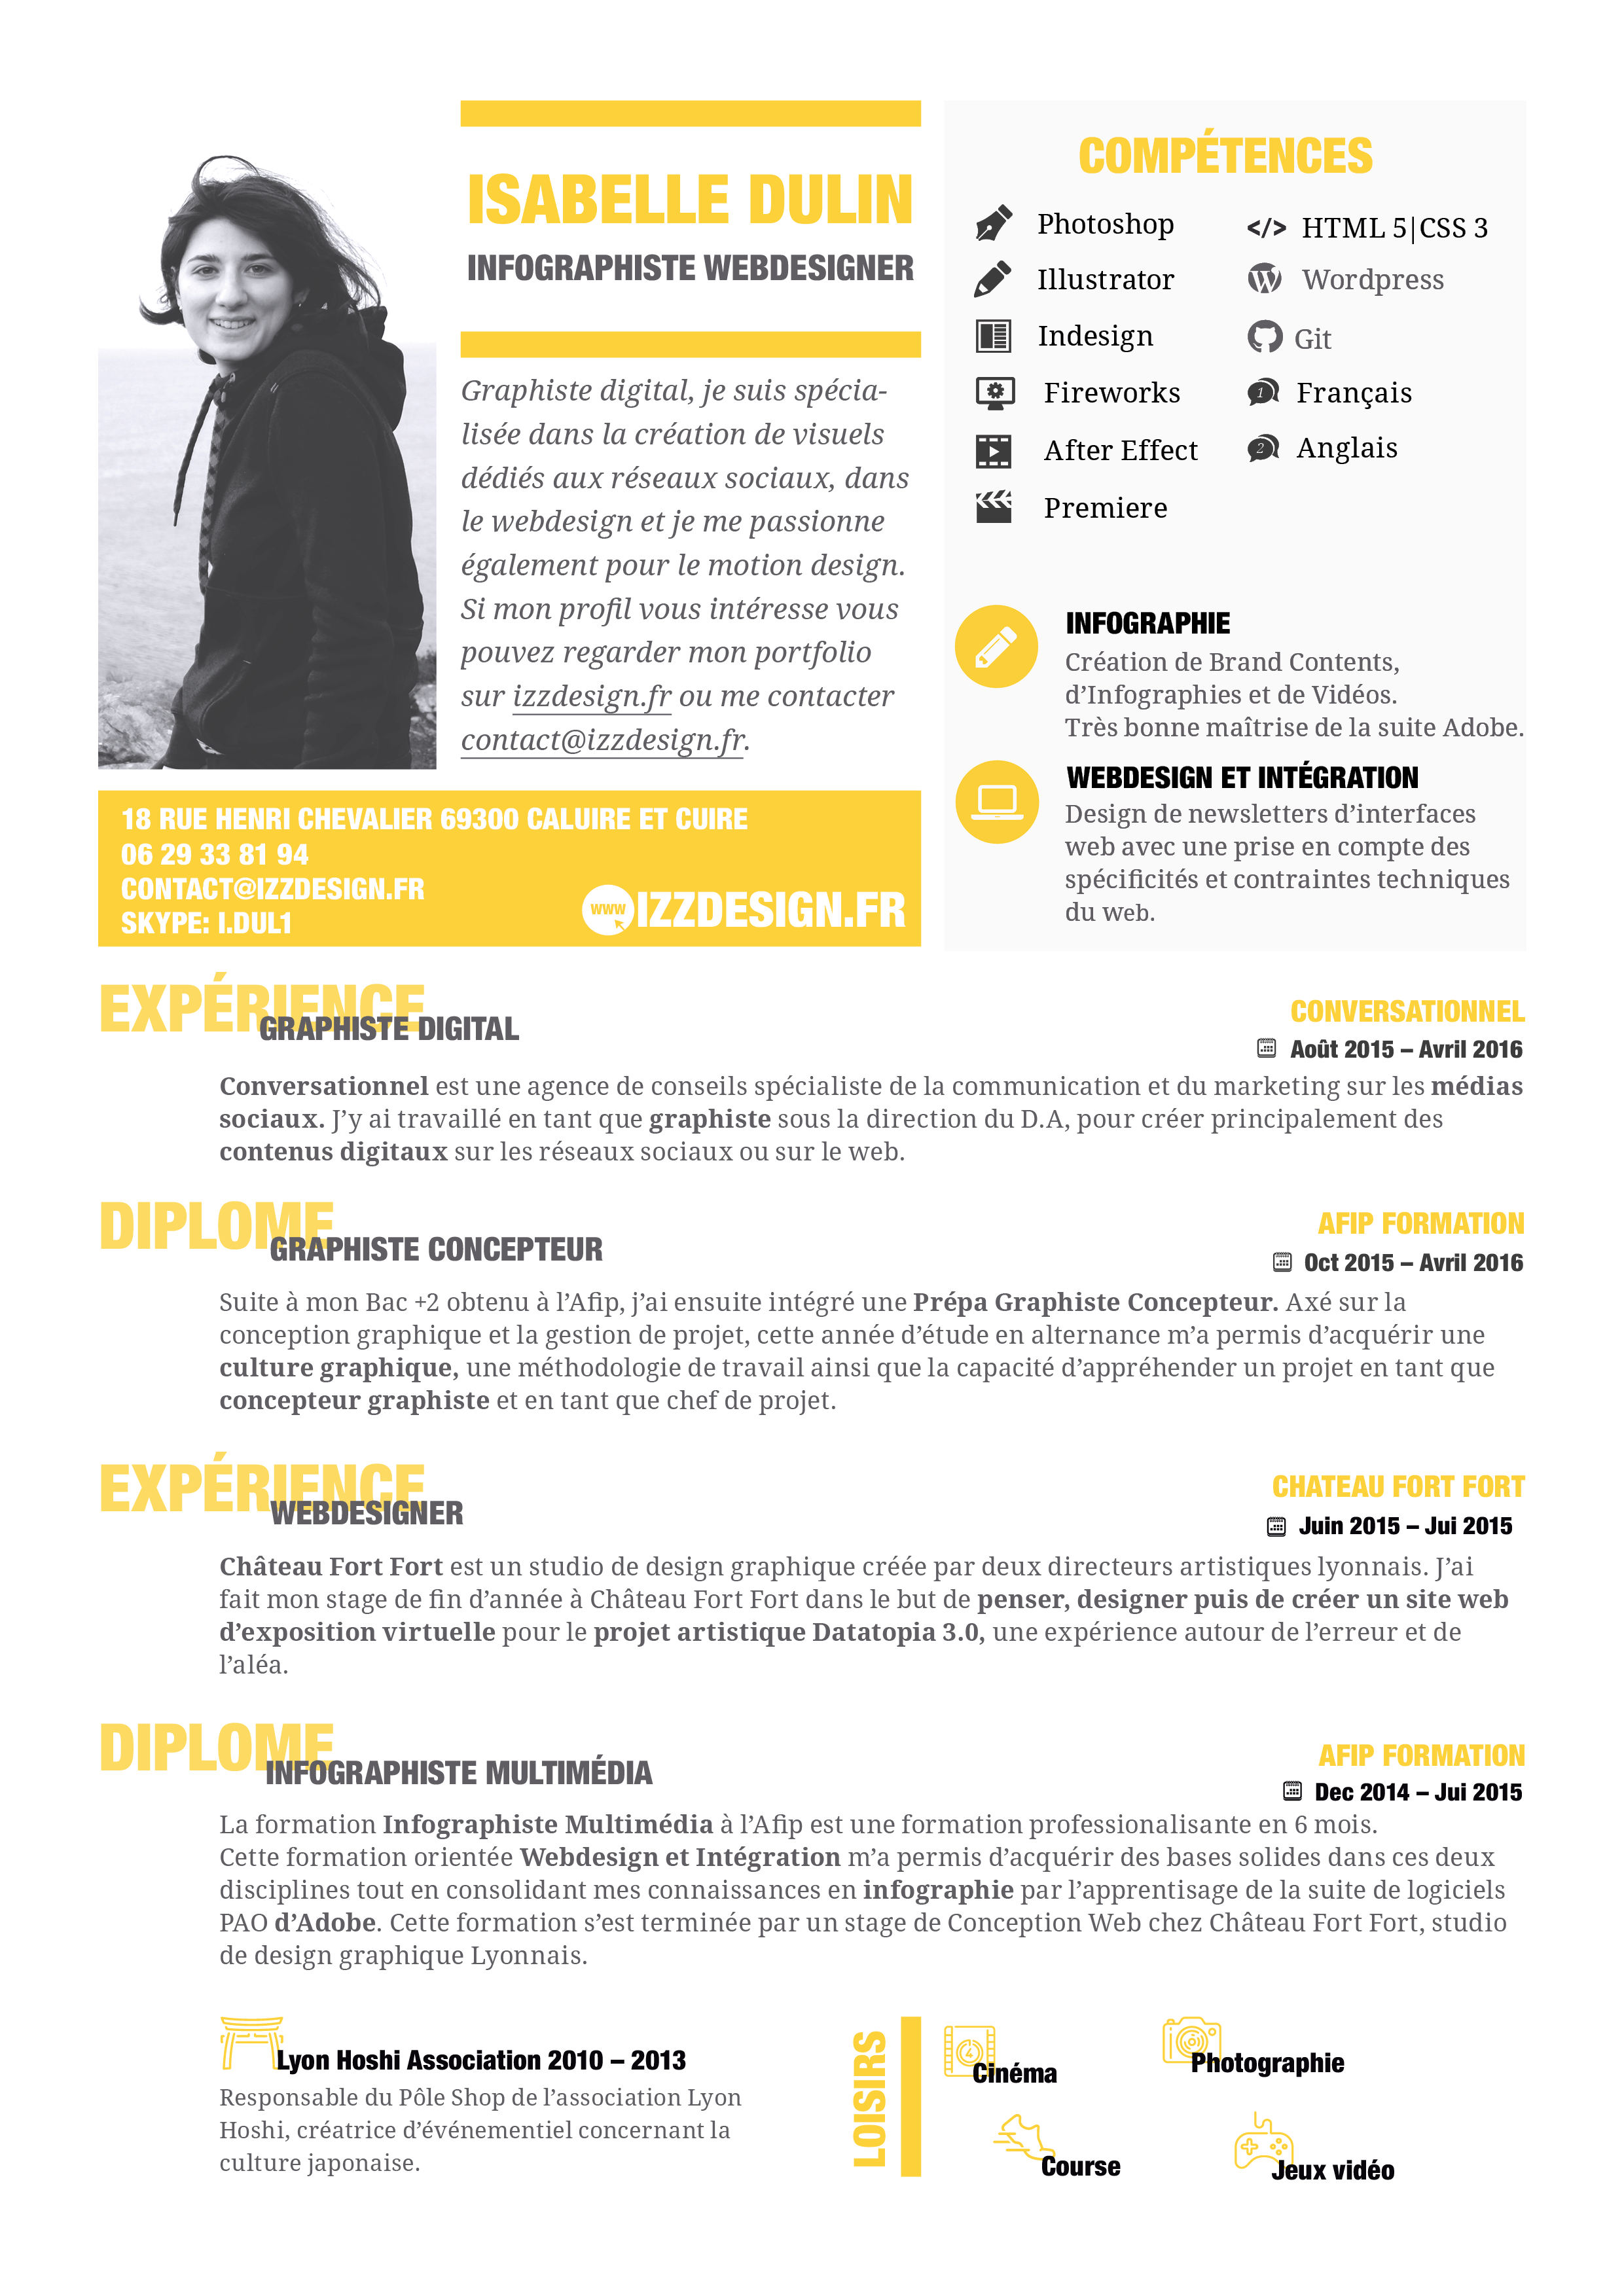 ISABELLE DULIN
INFOGRAPHISTE WEBDESIGNER
Graphiste digital, je suis spécia-
lisée dans la création de visuels
dédiés aux réseaux sociaux, dans
le webdesign et je me passionne
également pour le motion design.
Si mon profil vous intéresse vous
pouvez regarder mon portfolio
sur izzdesign.fr ou me contacter
contact@izzdesign.fr.
18 RUE HENRI CHEVALIER 69300 CALUIRE ET CUIRE
06 29 33 81 94
CONTACT@IZZDESIGN.FR
SKYPE: I.DUL1
WWW IZZDESIGN.FR
COMPÉTENCES
Photoshop
Illustrator
Indesign
Fireworks
After Effect
Premiere
</> HTML 5|CSS 3
Wordpress
Git
1 Français
2 Anglais
INFOGRAPHIE
Création de Brand Contents,
d’Infographies et de Vidéos.
Très bonne maîtrise de la suite Adobe.
WEBDESIGN ET INTÉGRATION
Design de newsletters d’interfaces
web avec une prise en compte des
spécificités et contraintes techniques
du web.
EXPÉRIENCE
GRAPHISTE DIGITAL
CONVERSATIONNEL
Août 2015 – Avril 2016
Conversationnel est une agence de conseils spécialiste de la communication et du marketing sur les médias
sociaux. J’y ai travaillé en tant que graphiste sous la direction du D.A, pour créer principalement des
contenus digitaux sur les réseaux sociaux ou sur le web.
DIPLOME
GRAPHISTE CONCEPTEUR
AFIP FORMATION
Oct 2015 – Avril 2016
Suite à mon Bac +2 obtenu à l’Afip, j’ai ensuite intégré une Prépa Graphiste Concepteur. Axé sur la
conception graphique et la gestion de projet, cette année d’étude en alternance m’a permis d’acquérir une
culture graphique, une méthodologie de travail ainsi que la capacité d’appréhender un projet en tant que
concepteur graphiste et en tant que chef de projet.
EXPÉRIENCE
WEBDESIGNER
CHATEAU FORT FORT
Juin 2015 – Jui 2015
Château Fort Fort est un studio de design graphique créée par deux directeurs artistiques lyonnais. J’ai
fait mon stage de fin d’année à Château Fort Fort dans le but de penser, designer puis de créer un site web
d’exposition virtuelle pour le projet artistique Datatopia 3.0, une expérience autour de l’erreur et de
l’aléa.
DIPLOME
INFOGRAPHISTE MULTIMÉDIA
AFIP FORMATION
Dec 2014 – Jui 2015
La formation Infographiste Multimédia à l’Afip est une formation professionalisante en 6 mois.
Cette formation orientée Webdesign et Intégration m’a permis d’acquérir des bases solides dans ces deux
disciplines tout en consolidant mes connaissances en infographie par l’apprentisage de la suite de logiciels
PAO d’Adobe. Cette formation s’est terminée par un stage de Conception Web chez Château Fort Fort, studio
de design graphique Lyonnais.
Lyon Hoshi Association 2010 – 2013
Responsable du Pôle Shop de l’association Lyon
Hoshi, créatrice d’événementiel concernant la
culture japonaise.
LOISIRS
4
Cinéma
Photographie
Course
Jeux vidéo